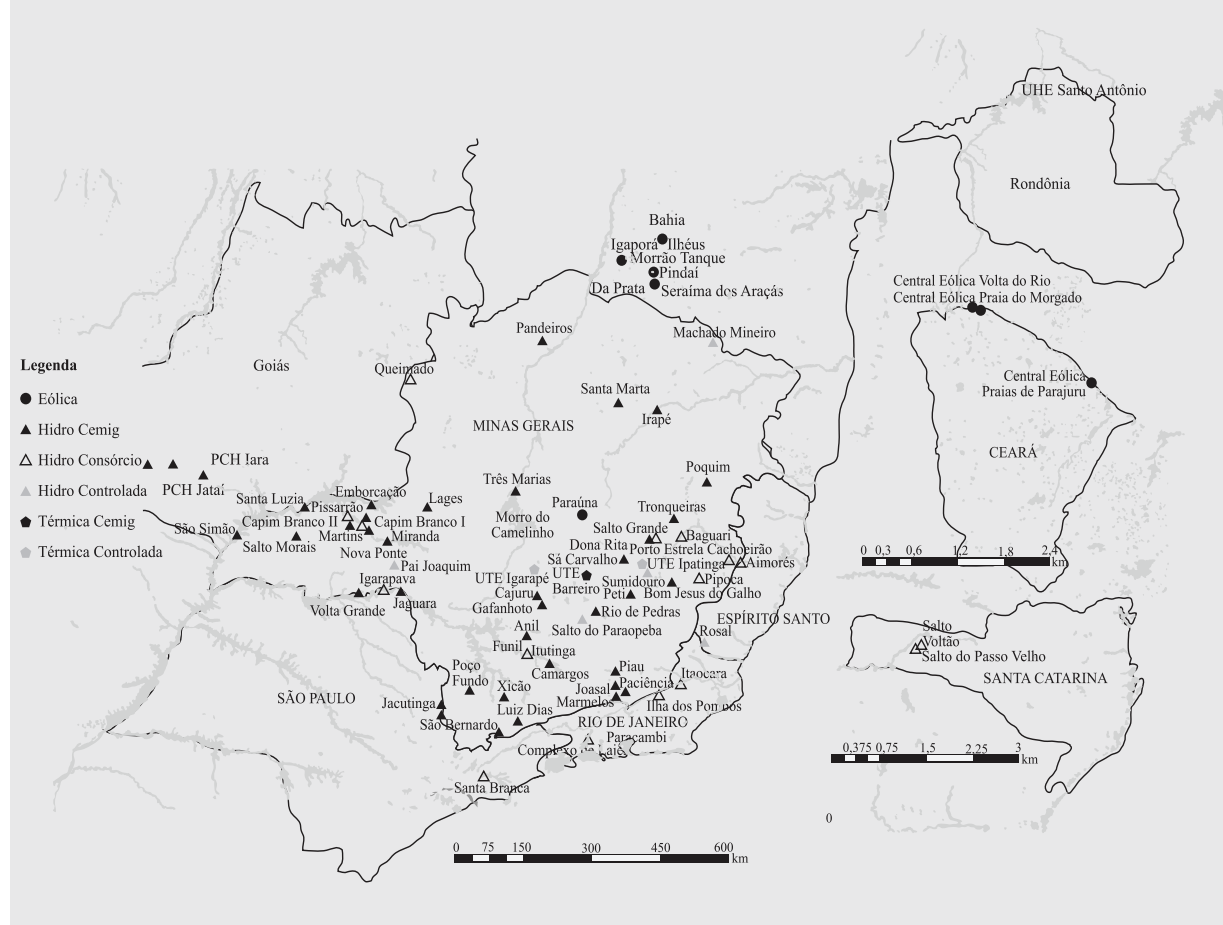 UHE Santo Antônio
Rondônia
Bahia
Igaporã Ilhéus
Morrão Tanque
Pindaí
Da Prata
Seraíma dos Araçás
Central Eólica Volta do Rio
Central Eólica Praia do Morgado
Central Eólica
Praias de Parajuru
CEARÁ
0 0,3 0,6 1,2 1,8 2,4
km
Pandeiros
Machado Mineiro
Goiás
Queimado
Santa Marta
Irapé
MINAS GERAIS
Legenda
Eólica
Hidro Cemig
Hidro Consórcio
Hidro Controlada
Térmica Cemig
Térmica Controlada
PCH Iara
PCH Jataí
Santa Luzia
Emborcação
Pissarrão
Lages
Capim Branco II
Capim Branco I
São Simão
Martins
Miranda
Salto Morais
Nova Ponte
Pai Joaquim
Igarapava
Volta Grande
Jaguara
Três Marias
Morro do
Camelinho
Paraúna
Poquim
Tronqueiras
Salto Grande
Baguari
Dona Rita
Porto Estrela
Cachoeirão
Sá Carvalho
UTE Ipatinga
Aimorés
UTE Igarapé
UTE
Barreiro
Sumidouro
Pipoca
Cajuru
Peti
Bom Jesus do Galho
Gafanhoto
Rio de Pedras
ESPÍRITO SANTO
Anil
Salto do Paraopeba
Rosal
Funil
Itutinga
Camargos
Poço
Fundo
Piau
Itaocara
Xicão
Joasal
Paciência
SÃO PAULO
Jacutinga
Marmelos
Ilha dos Pombos
Luiz Dias
São Bernardo
RIO DE JANEIRO
Paracambi
Complexo de Lajes
Santa Branca
0 75 150 300 450 600
km
Salto
Voltão
Salto do Passo Velho
SANTA CATARINA
0,375 0,75 1,5 2,25 3
km
0